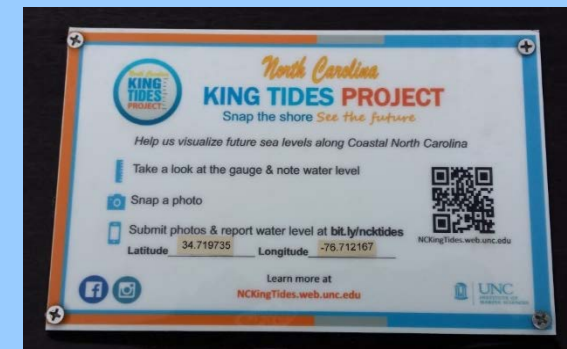 North Carolina
KING TIDES PROJECT
Snap the shore See the future
KING
TIDES
PROJECT
Help us visualize future sea levels along Coastal North Carolina
Take a look at the gauge & note water level
Snap a photo
Submit photos & report water level at bit.ly/ncktides
Latitude 34.719735 Longitude -76.712167
NCKingTides.web.unc.edu
Learn more at
NCKingTides.web.unc.edu
UNC